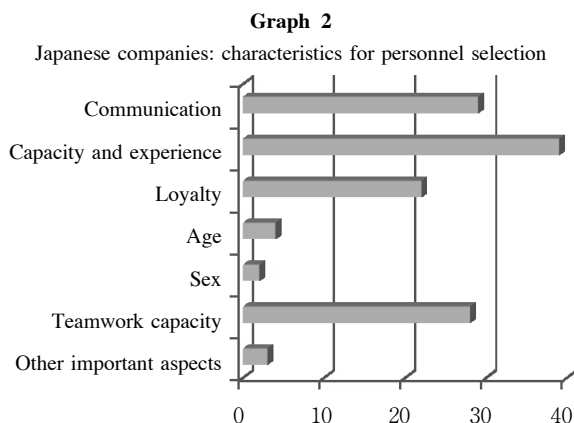 Graph 2
Japanese companies: characteristics for personnel selection
Communication
Capacity and experience
Loyalty
Age
Sex
Teamwork capacity
Other important aspects
0 10 20 30 40